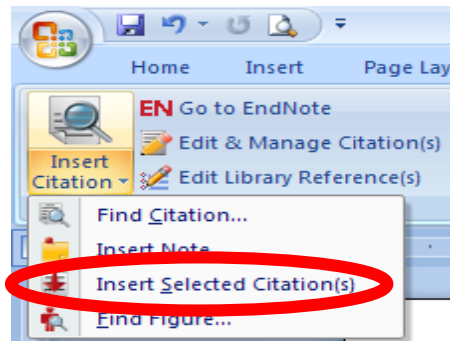 Home Insert Page Lay
EN Go to EndNote
Edit & Manage Citation(s)
Insert
Citation
Edit Library Reference(s)
Find Citation...
Insert Note
Insert Selected Citation(s)
Find Figure...